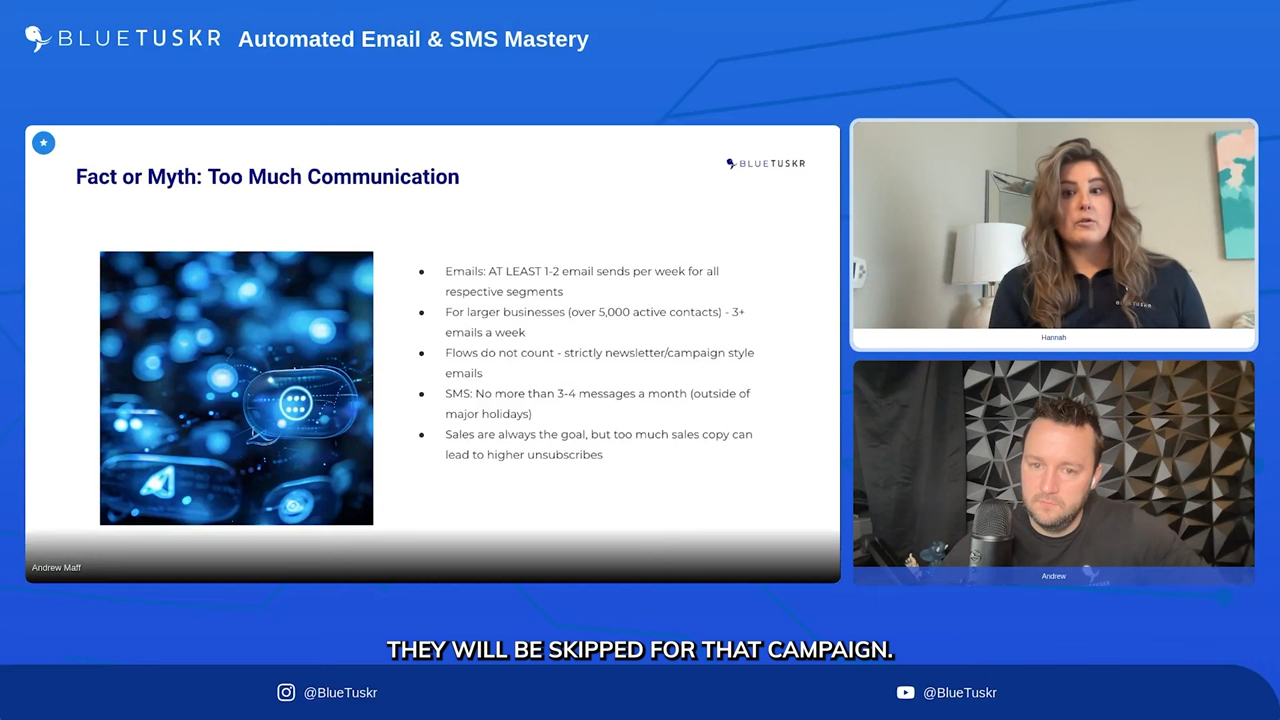 BLUETUSKR Automated Email & SMS Mastery
Fact or Myth: Too Much Communication
BLUETUSKR
● Emails: AT LEAST 1-2 email sends per week for all
respective segments
● For larger businesses (over 5,000 active contacts) - 3+
emails a week
● Flows do not count - strictly newsletter/campaign style
emails
● SMS: No more than 3-4 messages a month (outside of
major holidays)
● Sales are always the goal, but too much sales copy can
lead to higher unsubscribes
Andrew Maff
BLUETUSKR
Hannah
Andrew
THEY WILL BE SKIPPED FOR THAT CAMPAIGN.
@BlueTuskr
@BlueTuskr